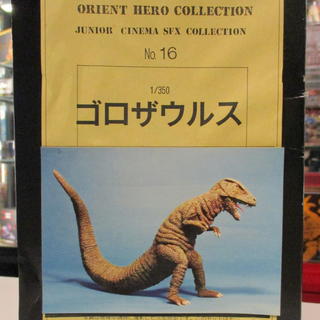 ORIENT HERO COLLECTION
JUNIOR CINEMA SFX COLLECTION
No. 16
1/350
ゴロザウルス